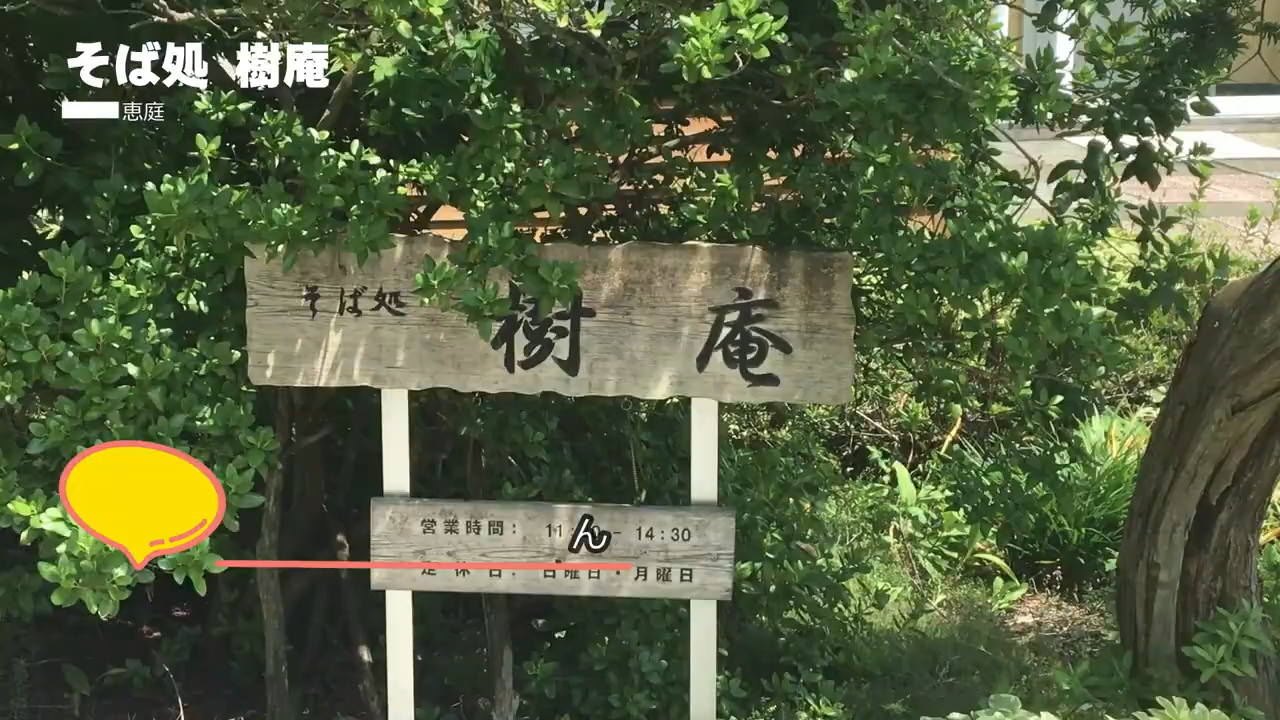 そば処 樹庵
恵庭
そば処 樹庵
営業時間: 11 - 14:30
ん
定休日: 日曜日・月曜日